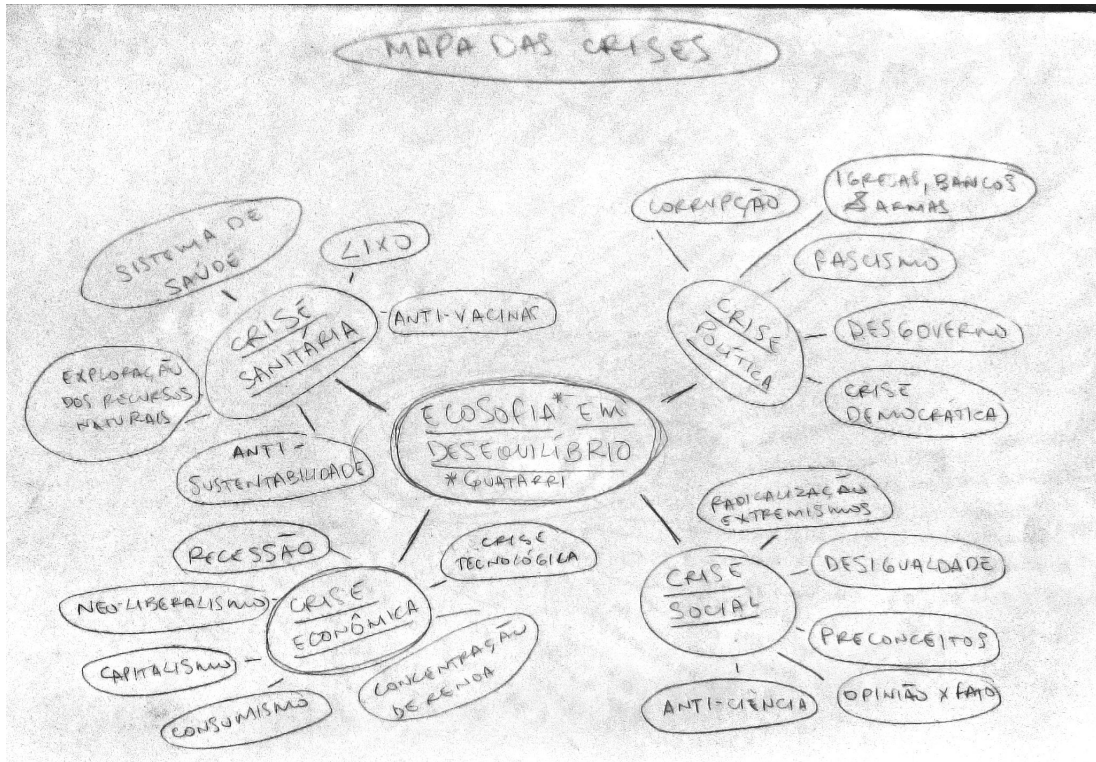 MAPA DAS CRISES
SISTEMA DE
SAÚDE
LIXO
ANTI-VACINAS
CRISE
SANITÁRIA
EXPLORAÇÃO
DOS RECURSOS
NATURAIS
ANTI-
SUSTENTABILIDADE
CORRUPÇÃO
IGREJAS, BANCOS
& ARMAS
FASCISMO
CRISE
POLÍTICA
DESGOVERNO
CRISE
DEMOCRÁTICA
ECOSOFIA* EM
DESEQUILÍBRIO
*GUATARRI
RECESSÃO
CRISE
TECNOLÓGICA
NEO-LIBERALISMO
CRISE
ECONÔMICA
CAPITALISMO
CONSUMISMO
CONCENTRAÇÃO
DE RENDA
RADICALIZAÇÃO
EXTREMISMOS
CRISE
SOCIAL
DESIGUALDADE
PRECONCEITOS
OPINIÃO X FATO
ANTI-CIÊNCIA